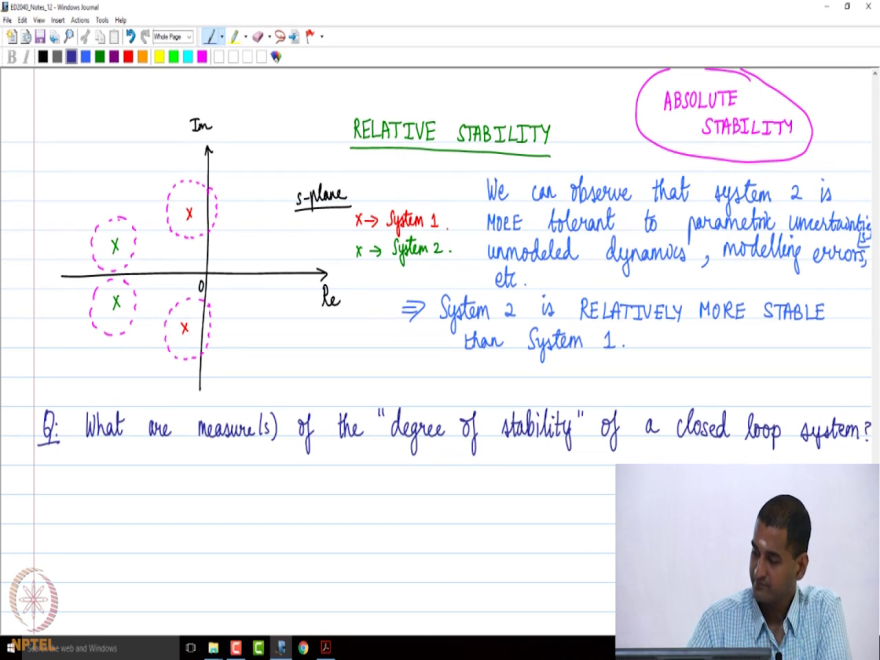 ED2040_Notes_12 - Windows Journal
File Edit View Insert Actions Tools Help
Whole Page
B I
ABSOLUTE
STABILITY
RELATIVE STABILITY
Im
s-plane
x → System 1.
x → System 2.
0
Re
We can observe that system 2 is
MORE tolerant to parametric uncertainties,
unmodeled dynamics, modelling errors,
etc.
⇒ System 2 is RELATIVELY MORE STABLE
than System 1.
Q: What are measure(s) of the "degree of stability" of a closed loop system?
NPTEL
the web and Windows